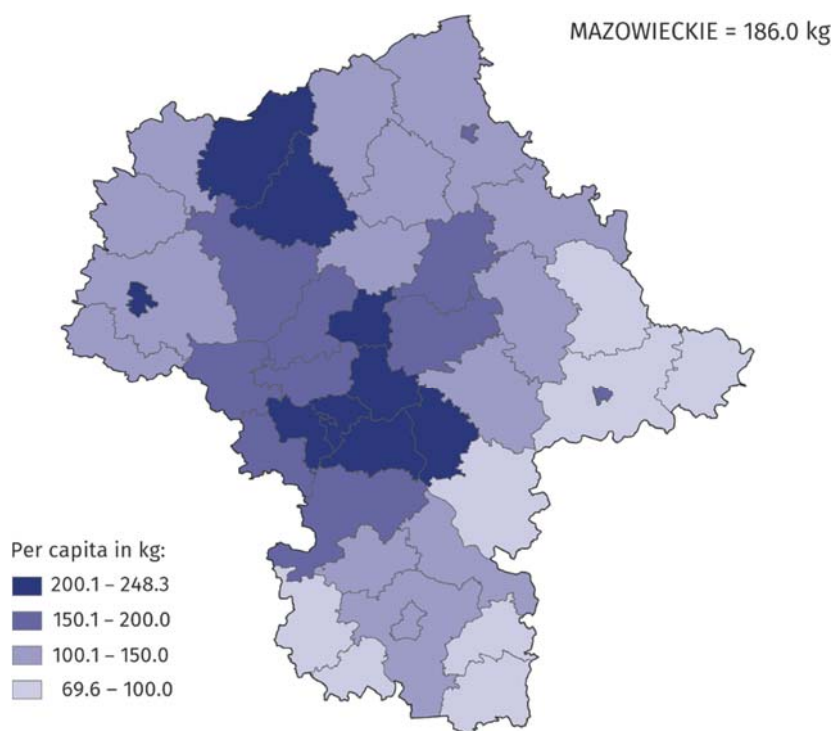 MAZOWIECKIE = 186.0 kg
Per capita in kg:
200.1 – 248.3
150.1 – 200.0
100.1 – 150.0
69.6 – 100.0